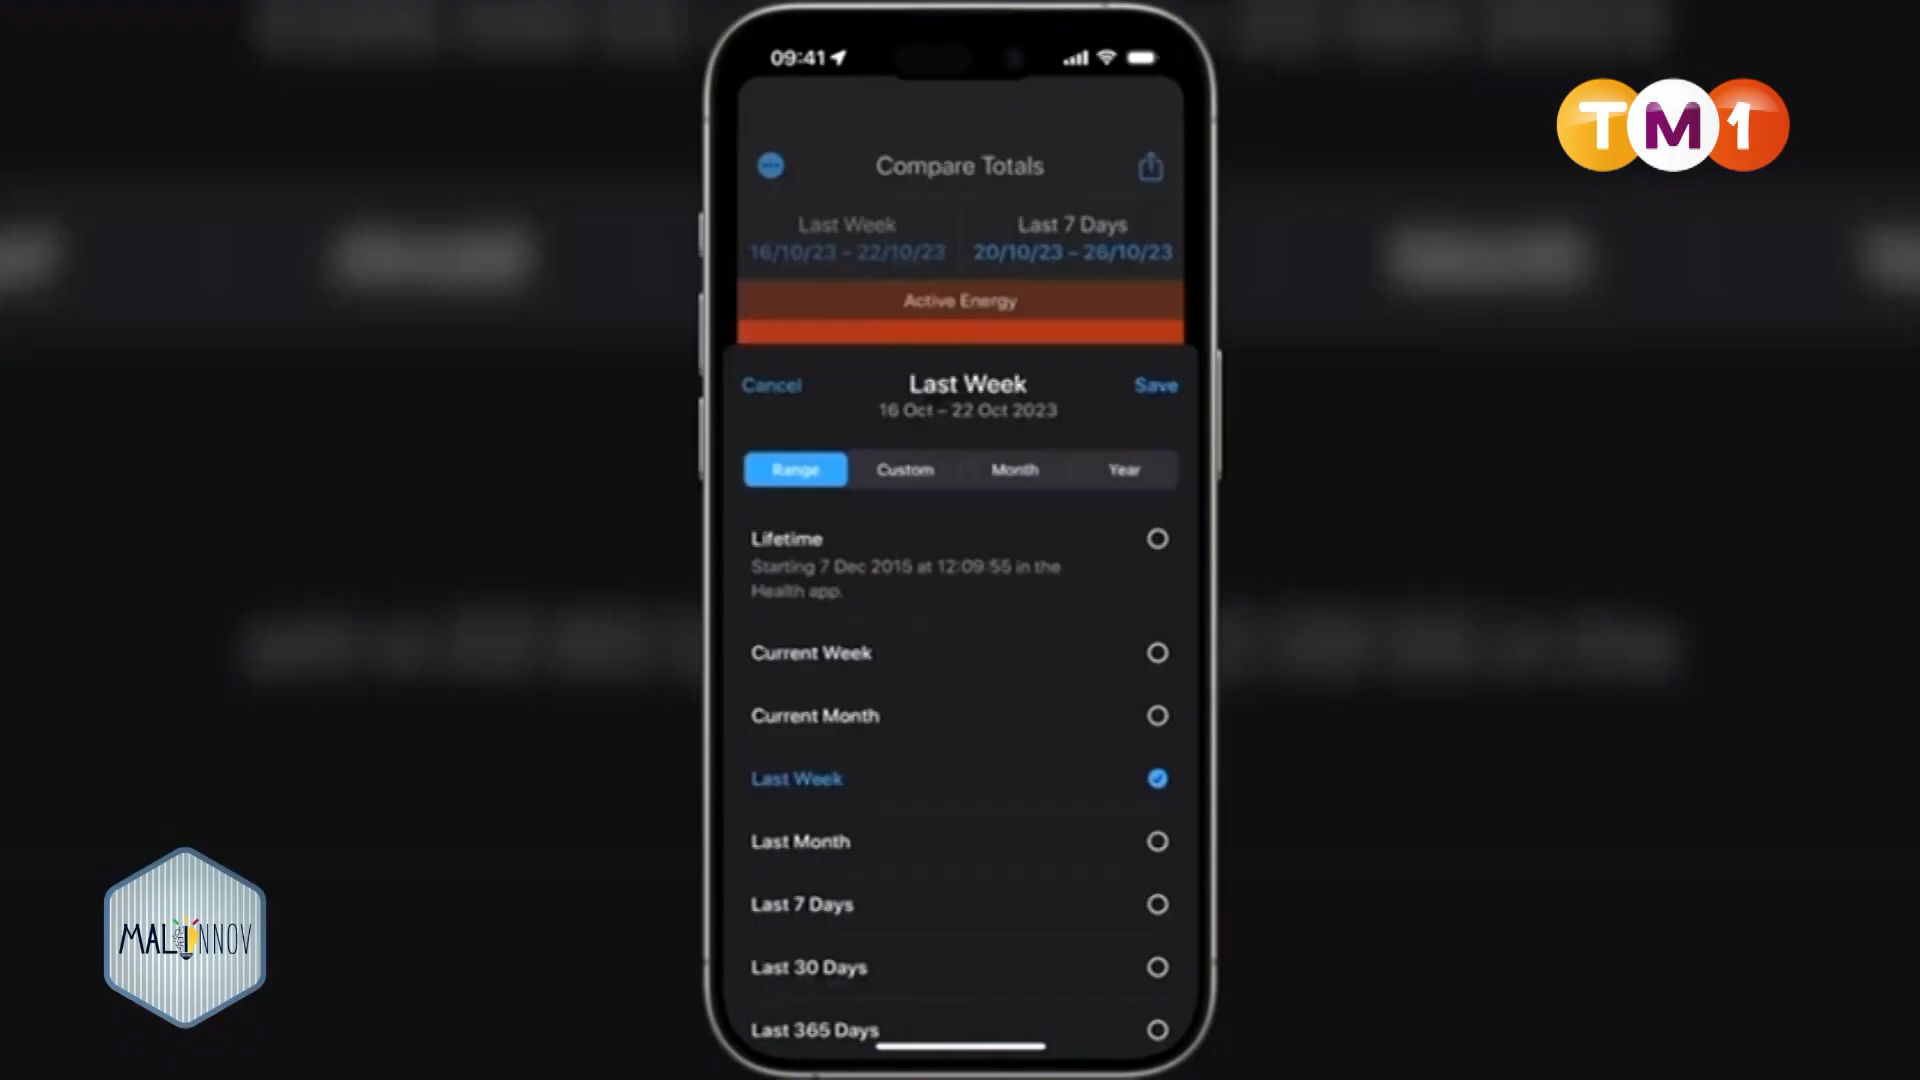 09:41
TM1
Compare Totals
Last Week
Last 7 Days
16/10/23 – 22/10/23
20/10/23 – 26/10/23
Active Energy
Cancel
Last Week
Save
16 Oct – 22 Oct 2023
Range
Custom
Month
Year
Lifetime
Starting 7 Dec 2015 at 12:09:55 in the
Health app.
Current Week
Current Month
Last Week
Last Month
Last 7 Days
MALINNOV
Last 30 Days
Last 365 Days